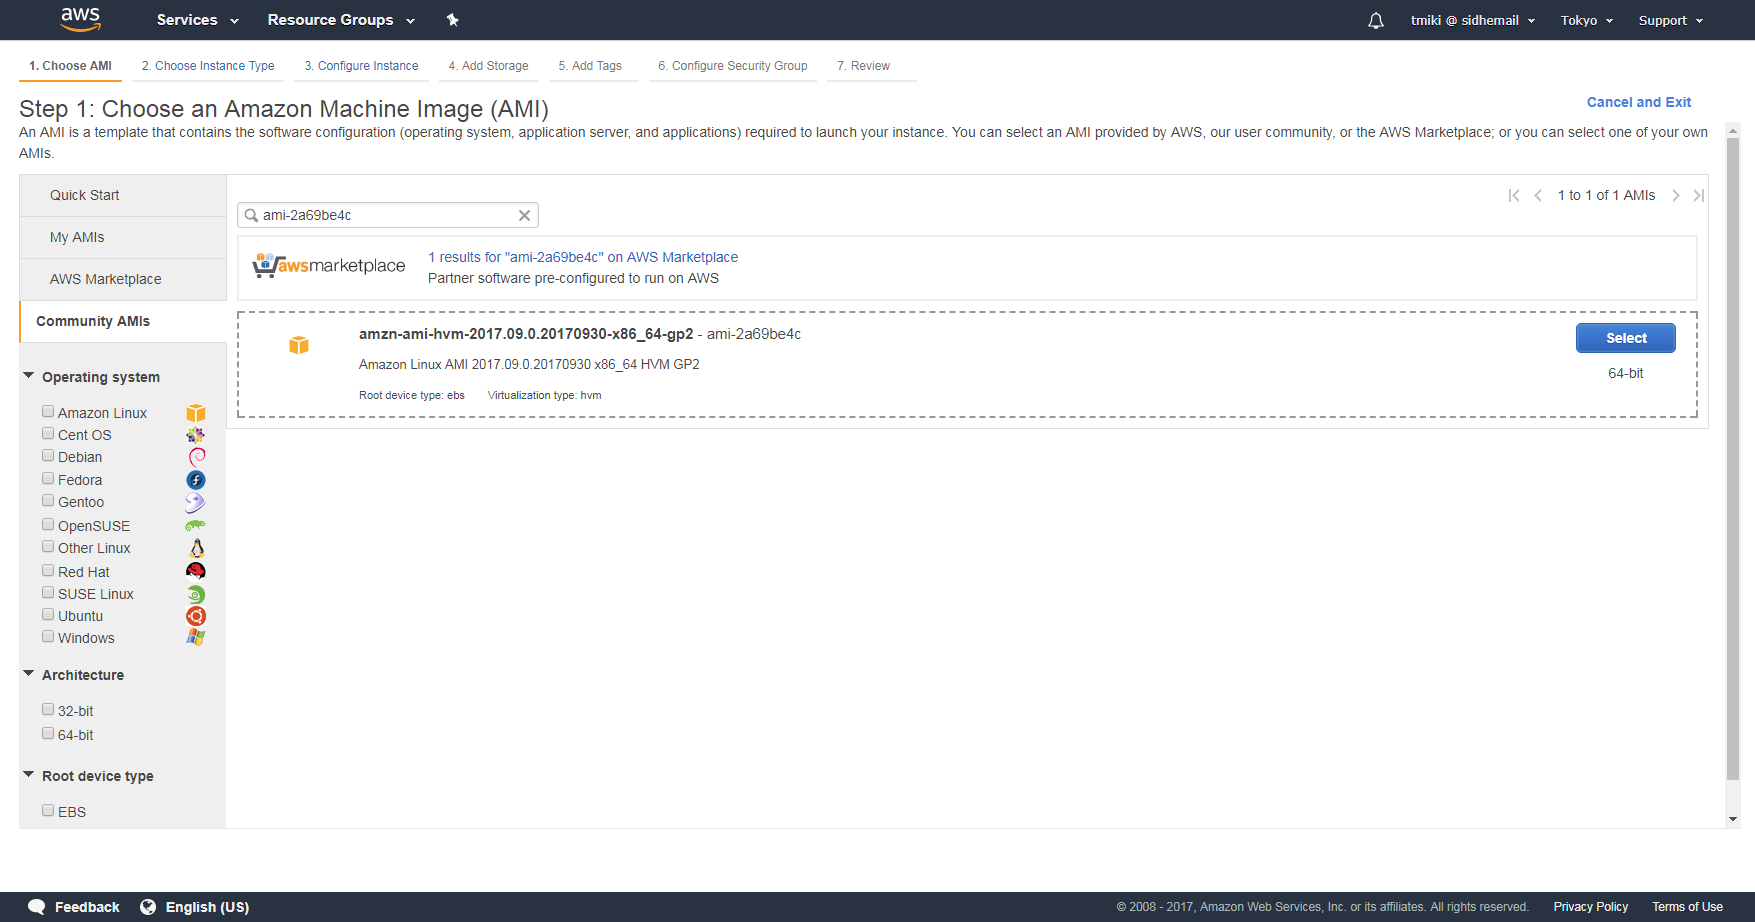 aws Services Resource Groups tmiki @ sidhemail Tokyo Support
1. Choose AMI 2. Choose Instance Type 3. Configure Instance 4. Add Storage 5. Add Tags 6. Configure Security Group 7. Review
Step 1: Choose an Amazon Machine Image (AMI)
Cancel and Exit
An AMI is a template that contains the software configuration (operating system, application server, and applications) required to launch your instance. You can select an AMI provided by AWS, our user community, or the AWS Marketplace; or you can select one of your own
AMIs.
Quick Start
My AMIs
AWS Marketplace
Community AMIs
Operating system
Amazon Linux
Cent OS
Debian
Fedora
Gentoo
OpenSUSE
Other Linux
Red Hat
SUSE Linux
Ubuntu
Windows
Architecture
32-bit
64-bit
Root device type
EBS
1 to 1 of 1 AMIs
ami-2a69be4c
awsmarketplace
1 results for "ami-2a69be4c" on AWS Marketplace
Partner software pre-configured to run on AWS
amzn-ami-hvm-2017.09.0.20170930-x86_64-gp2 - ami-2a69be4c
Amazon Linux AMI 2017.09.0.20170930 x86_64 HVM GP2
Root device type: ebs Virtualization type: hvm
Select
64-bit
Feedback English (US) © 2008 - 2017, Amazon Web Services, Inc. or its affiliates. All rights reserved. Privacy Policy Terms of Use